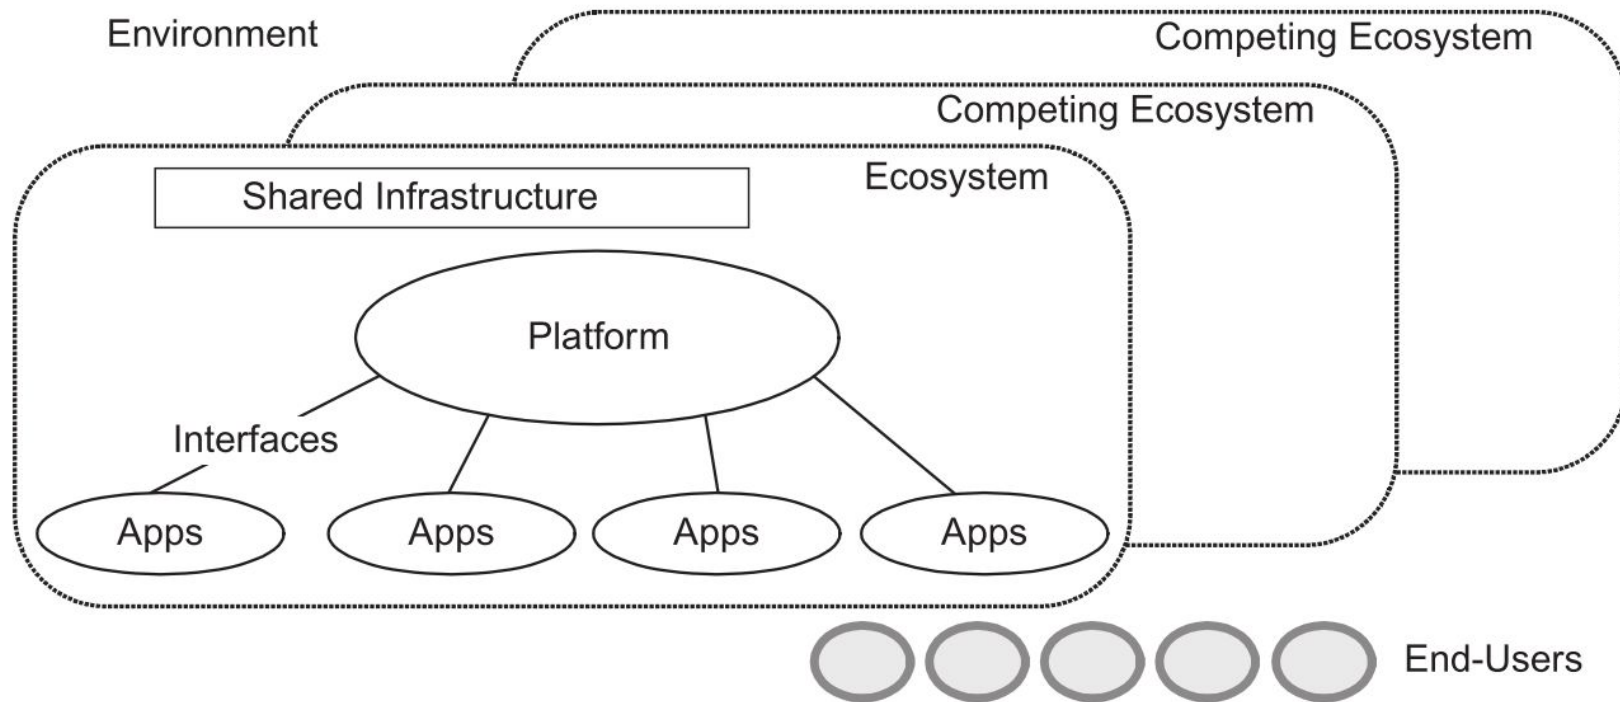 Environment
Competing Ecosystem
Competing Ecosystem
Ecosystem
Shared Infrastructure
Platform
Interfaces
Apps
Apps
Apps
Apps
End-Users